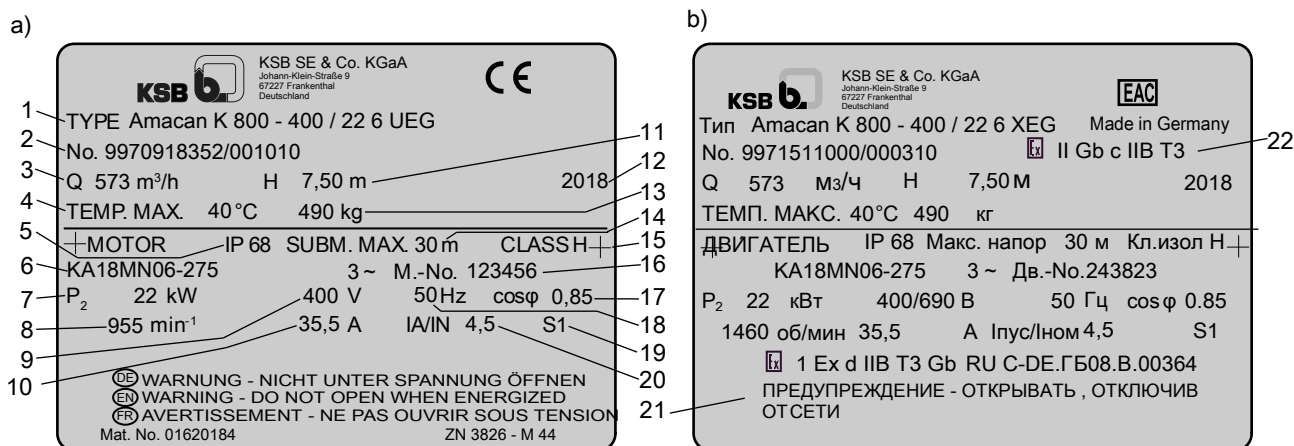 a)
KSB b.
KSB SE & Co. KGaA
Johann-Klein-Straße 9
67227 Frankenthal
Deutschland
CE
1 TYPE Amacan K 800 - 400 / 22 6 UEG
2 No. 9970918352/001010
3 Q 573 m³/h H 7,50 m 11
2018 12
4 TEMP. MAX. 40°C 490 kg 13
14
5 MOTOR IP 68 SUBM. MAX. 30 m CLASS H 15
6 KA18MN06-275 3 ~ M.-No. 123456 16
7 P₂ 22 kW 400 V 50 Hz cosφ 0,85 17
18
8 955 min⁻¹ 35,5 A IA/IN 4,5 S1 19
9
10
20
DE WARNUNG - NICHT UNTER SPANNUNG ÖFFNEN
EN WARNING - DO NOT OPEN WHEN ENERGIZED
FR AVERTISSEMENT - NE PAS OUVRIR SOUS TENSION
21
Mat. No. 01620184 ZN 3826 - M 44
b)
KSB b.
KSB SE & Co. KGaA
Johann-Klein-Straße 9
67227 Frankenthal
Deutschland
EAC
Тип Amacan K 800 - 400 / 22 6 XEG Made in Germany
No. 9971511000/000310 Ex II Gb c IIB T3 22
Q 573 м3/ч H 7,50 м 2018
ТЕМП. МАКС. 40°C 490 кг
ДВИГАТЕЛЬ IP 68 Макс. напор 30 м Кл.изол H
KA18MN06-275 3 ~ Дв.-No.243823
P₂ 22 кВт 400/690 В 50 Гц cosφ 0.85
1460 об/мин 35,5 A Iпус/Iном 4,5 S1
Ex 1 Ex d IIB T3 Gb RU C-DE.ГБ08.В.00364
ПРЕДУПРЕЖДЕНИЕ - ОТКРЫВАТЬ , ОТКЛЮЧИВ
ОТ СЕТИ